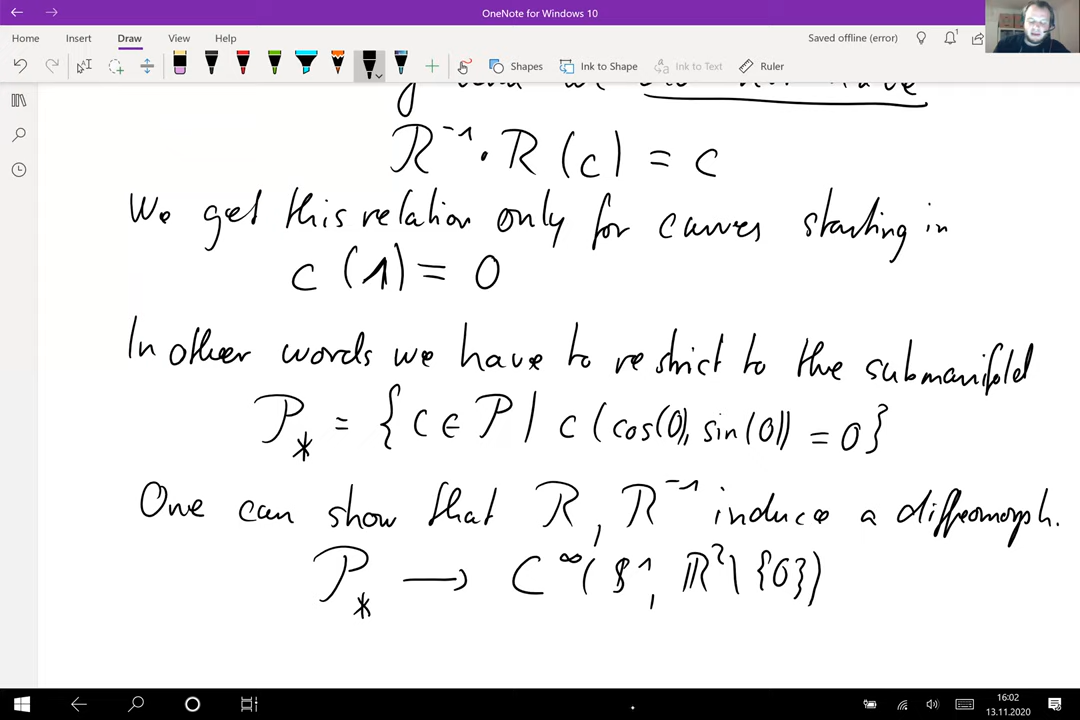 OneNote for Windows 10
Home Insert Draw View Help Saved offline (error)
Shapes Ink to Shape Ink to Text Ruler
have
R⁻¹ · R (c) = c
We get this relation only for curves starting in
c (1) = 0
In other words we have to restrict to the submanifold
P_* = { c ∈ P | c (cos(0), sin(0)) = 0 }
One can show that R, R⁻¹ induce a diffeomorph.
P_* → C^∞ ( S¹, R² \ {0})
16:02
13.11.2020